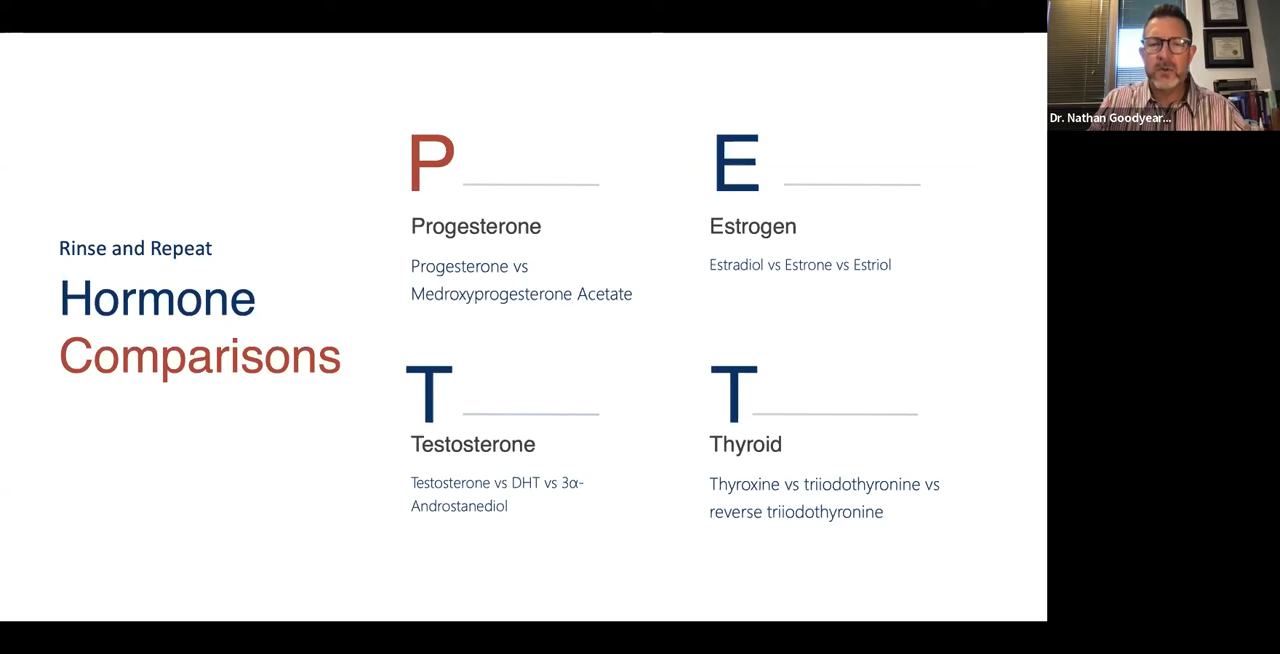 Rinse and Repeat
Hormone
Comparisons
P
Progesterone
Progesterone vs
Medroxyprogesterone Acetate
E
Estrogen
Estradiol vs Estrone vs Estriol
T
Testosterone
Testosterone vs DHT vs 3α-
Androstanediol
T
Thyroid
Thyroxine vs triiodothyronine vs
reverse triiodothyronine
Dr. Nathan Goodyear...